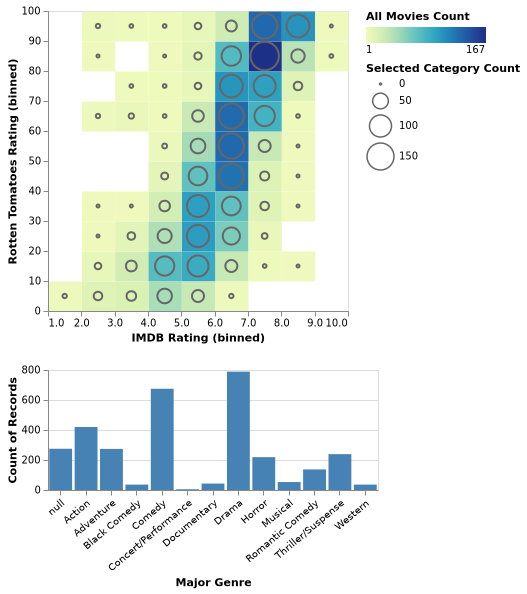 All Movies Count
1 167
Selected Category Count
0
50
100
150
100
90
80
70
60
50
40
30
20
10
0
Rotten Tomatoes Rating (binned)
1.0 2.0 3.0 4.0 5.0 6.0 7.0 8.0 9.0 10.0
IMDB Rating (binned)
800
600
400
200
0
Count of Records
null
Action
Adventure
Black Comedy
Comedy
Concert/Performance
Documentary
Drama
Horror
Musical
Romantic Comedy
Thriller/Suspense
Western
Major Genre